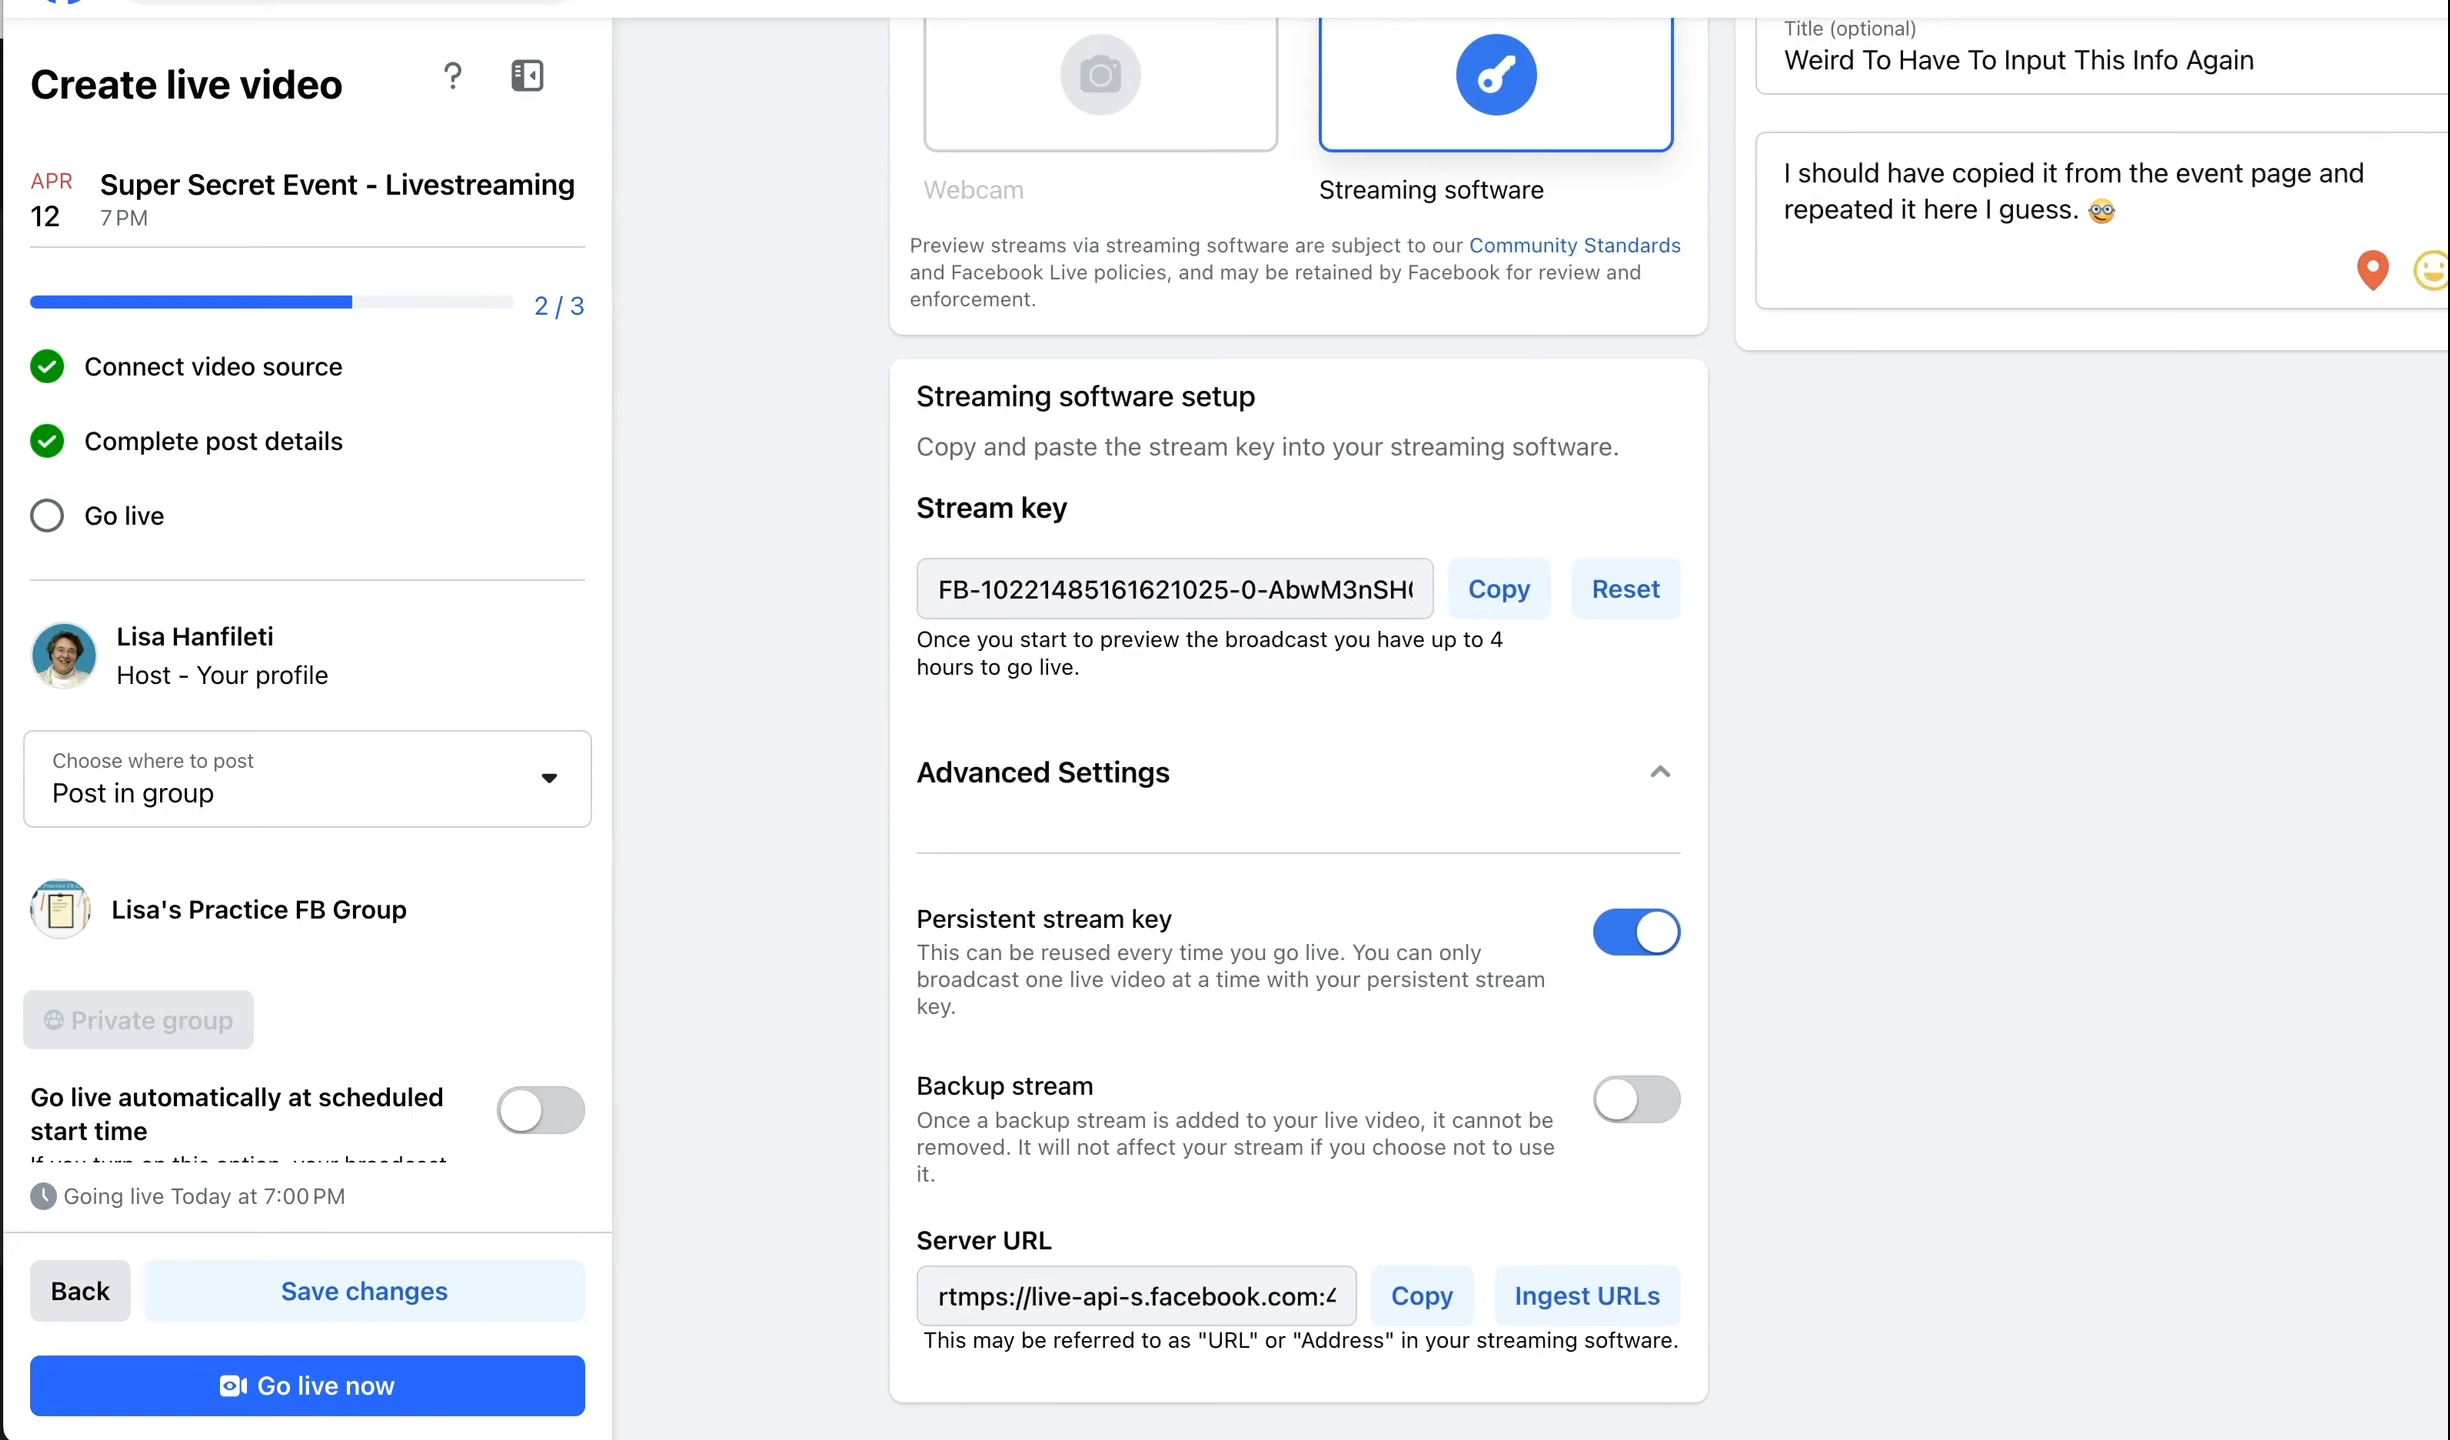 Create live video
?
APR
12
Super Secret Event - Livestreaming
7 PM
2 / 3
Connect video source
Complete post details
Go live
Lisa Hanfileti
Host - Your profile
Choose where to post
Post in group
Lisa's Practice FB Group
Private group
Go live automatically at scheduled
start time
If you turn on this option, your broadcast
Going live Today at 7:00 PM
Back
Save changes
Go live now
Webcam
Streaming software
Preview streams via streaming software are subject to our Community Standards
and Facebook Live policies, and may be retained by Facebook for review and
enforcement.
Streaming software setup
Copy and paste the stream key into your streaming software.
Stream key
FB-10221485161621025-0-AbwM3nSH
Copy
Reset
Once you start to preview the broadcast you have up to 4
hours to go live.
Advanced Settings
Persistent stream key
This can be reused every time you go live. You can only
broadcast one live video at a time with your persistent stream
key.
Backup stream
Once a backup stream is added to your live video, it cannot be
removed. It will not affect your stream if you choose not to use
it.
Server URL
rtmps://live-api-s.facebook.com:4
Copy
Ingest URLs
This may be referred to as "URL" or "Address" in your streaming software.
Title (optional)
Weird To Have To Input This Info Again
I should have copied it from the event page and
repeated it here I guess. 🤓